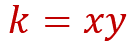 k = xy